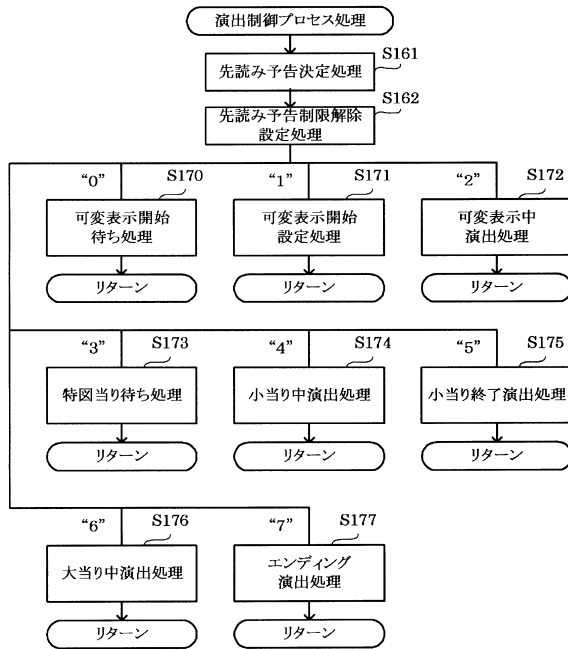 演出制御プロセス処理
S161
先読み予告決定処理
S162
先読み予告制限解除
設定処理
“0”
S170
“1”
S171
“2”
S172
可変表示開始
待ち処理
可変表示開始
設定処理
可変表示中
演出処理
リターン
リターン
リターン
“3”
S173
“4”
S174
“5”
S175
特図当り待ち処理
小当り中演出処理
小当り終了演出処理
リターン
リターン
リターン
“6”
S176
“7”
S177
大当り中演出処理
エンディング
演出処理
リターン
リターン